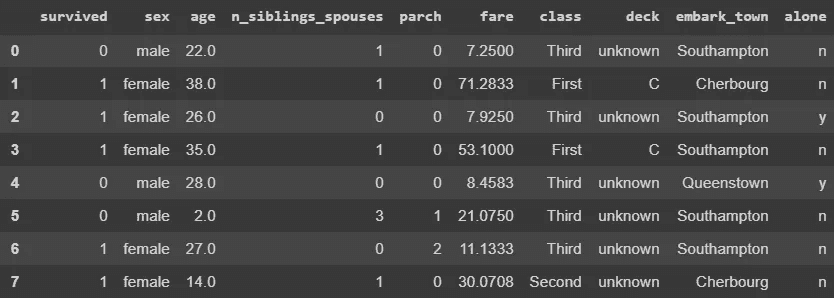 survived sex age n_siblings_spouses parch fare class deck embark_town alone
0 0 male 22.0 1 0 7.2500 Third unknown Southampton n
1 1 female 38.0 1 0 71.2833 First C Cherbourg n
2 1 female 26.0 0 0 7.9250 Third unknown Southampton y
3 1 female 35.0 1 0 53.1000 First C Southampton n
4 0 male 28.0 0 0 8.4583 Third unknown Queenstown y
5 0 male 2.0 3 1 21.0750 Third unknown Southampton n
6 1 female 27.0 0 2 11.1333 Third unknown Southampton n
7 1 female 14.0 1 0 30.0708 Second unknown Cherbourg n